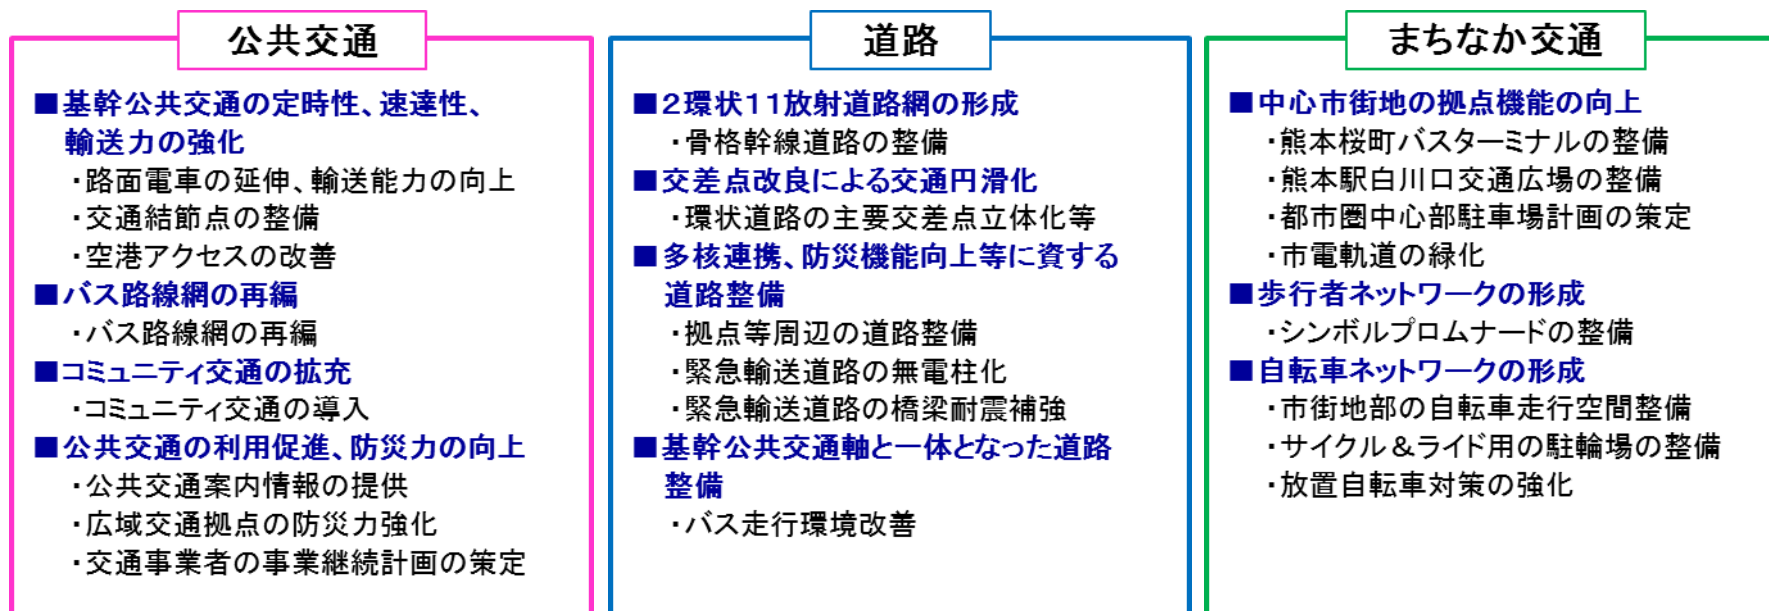 公共交通
■基幹公共交通の定時性、速達性、
輸送力の強化
・路面電車の延伸、輸送能力の向上
・交通結節点の整備
・空港アクセスの改善
■バス路線網の再編
・バス路線網の再編
■コミュニティ交通の拡充
・コミュニティ交通の導入
■公共交通の利用促進、防災力の向上
・公共交通案内情報の提供
・広域交通拠点の防災力強化
・交通事業者の事業継続計画の策定
道路
■２環状１１放射道路網の形成
・骨格幹線道路の整備
■交差点改良による交通円滑化
・環状道路の主要交差点立体化等
■多核連携、防災機能向上等に資する
道路整備
・拠点等周辺の道路整備
・緊急輸送道路の無電柱化
・緊急輸送道路の橋梁耐震補強
■基幹公共交通軸と一体となった道路
整備
・バス走行環境改善
まちなか交通
■中心市街地の拠点機能の向上
・熊本桜町バスターミナルの整備
・熊本駅白川口交通広場の整備
・都市圏中心部駐車場計画の策定
・市電軌道の緑化
■歩行者ネットワークの形成
・シンボルプロムナードの整備
■自転車ネットワークの形成
・市街地部の自転車走行空間整備
・サイクル＆ライド用の駐輪場の整備
・放置自転車対策の強化